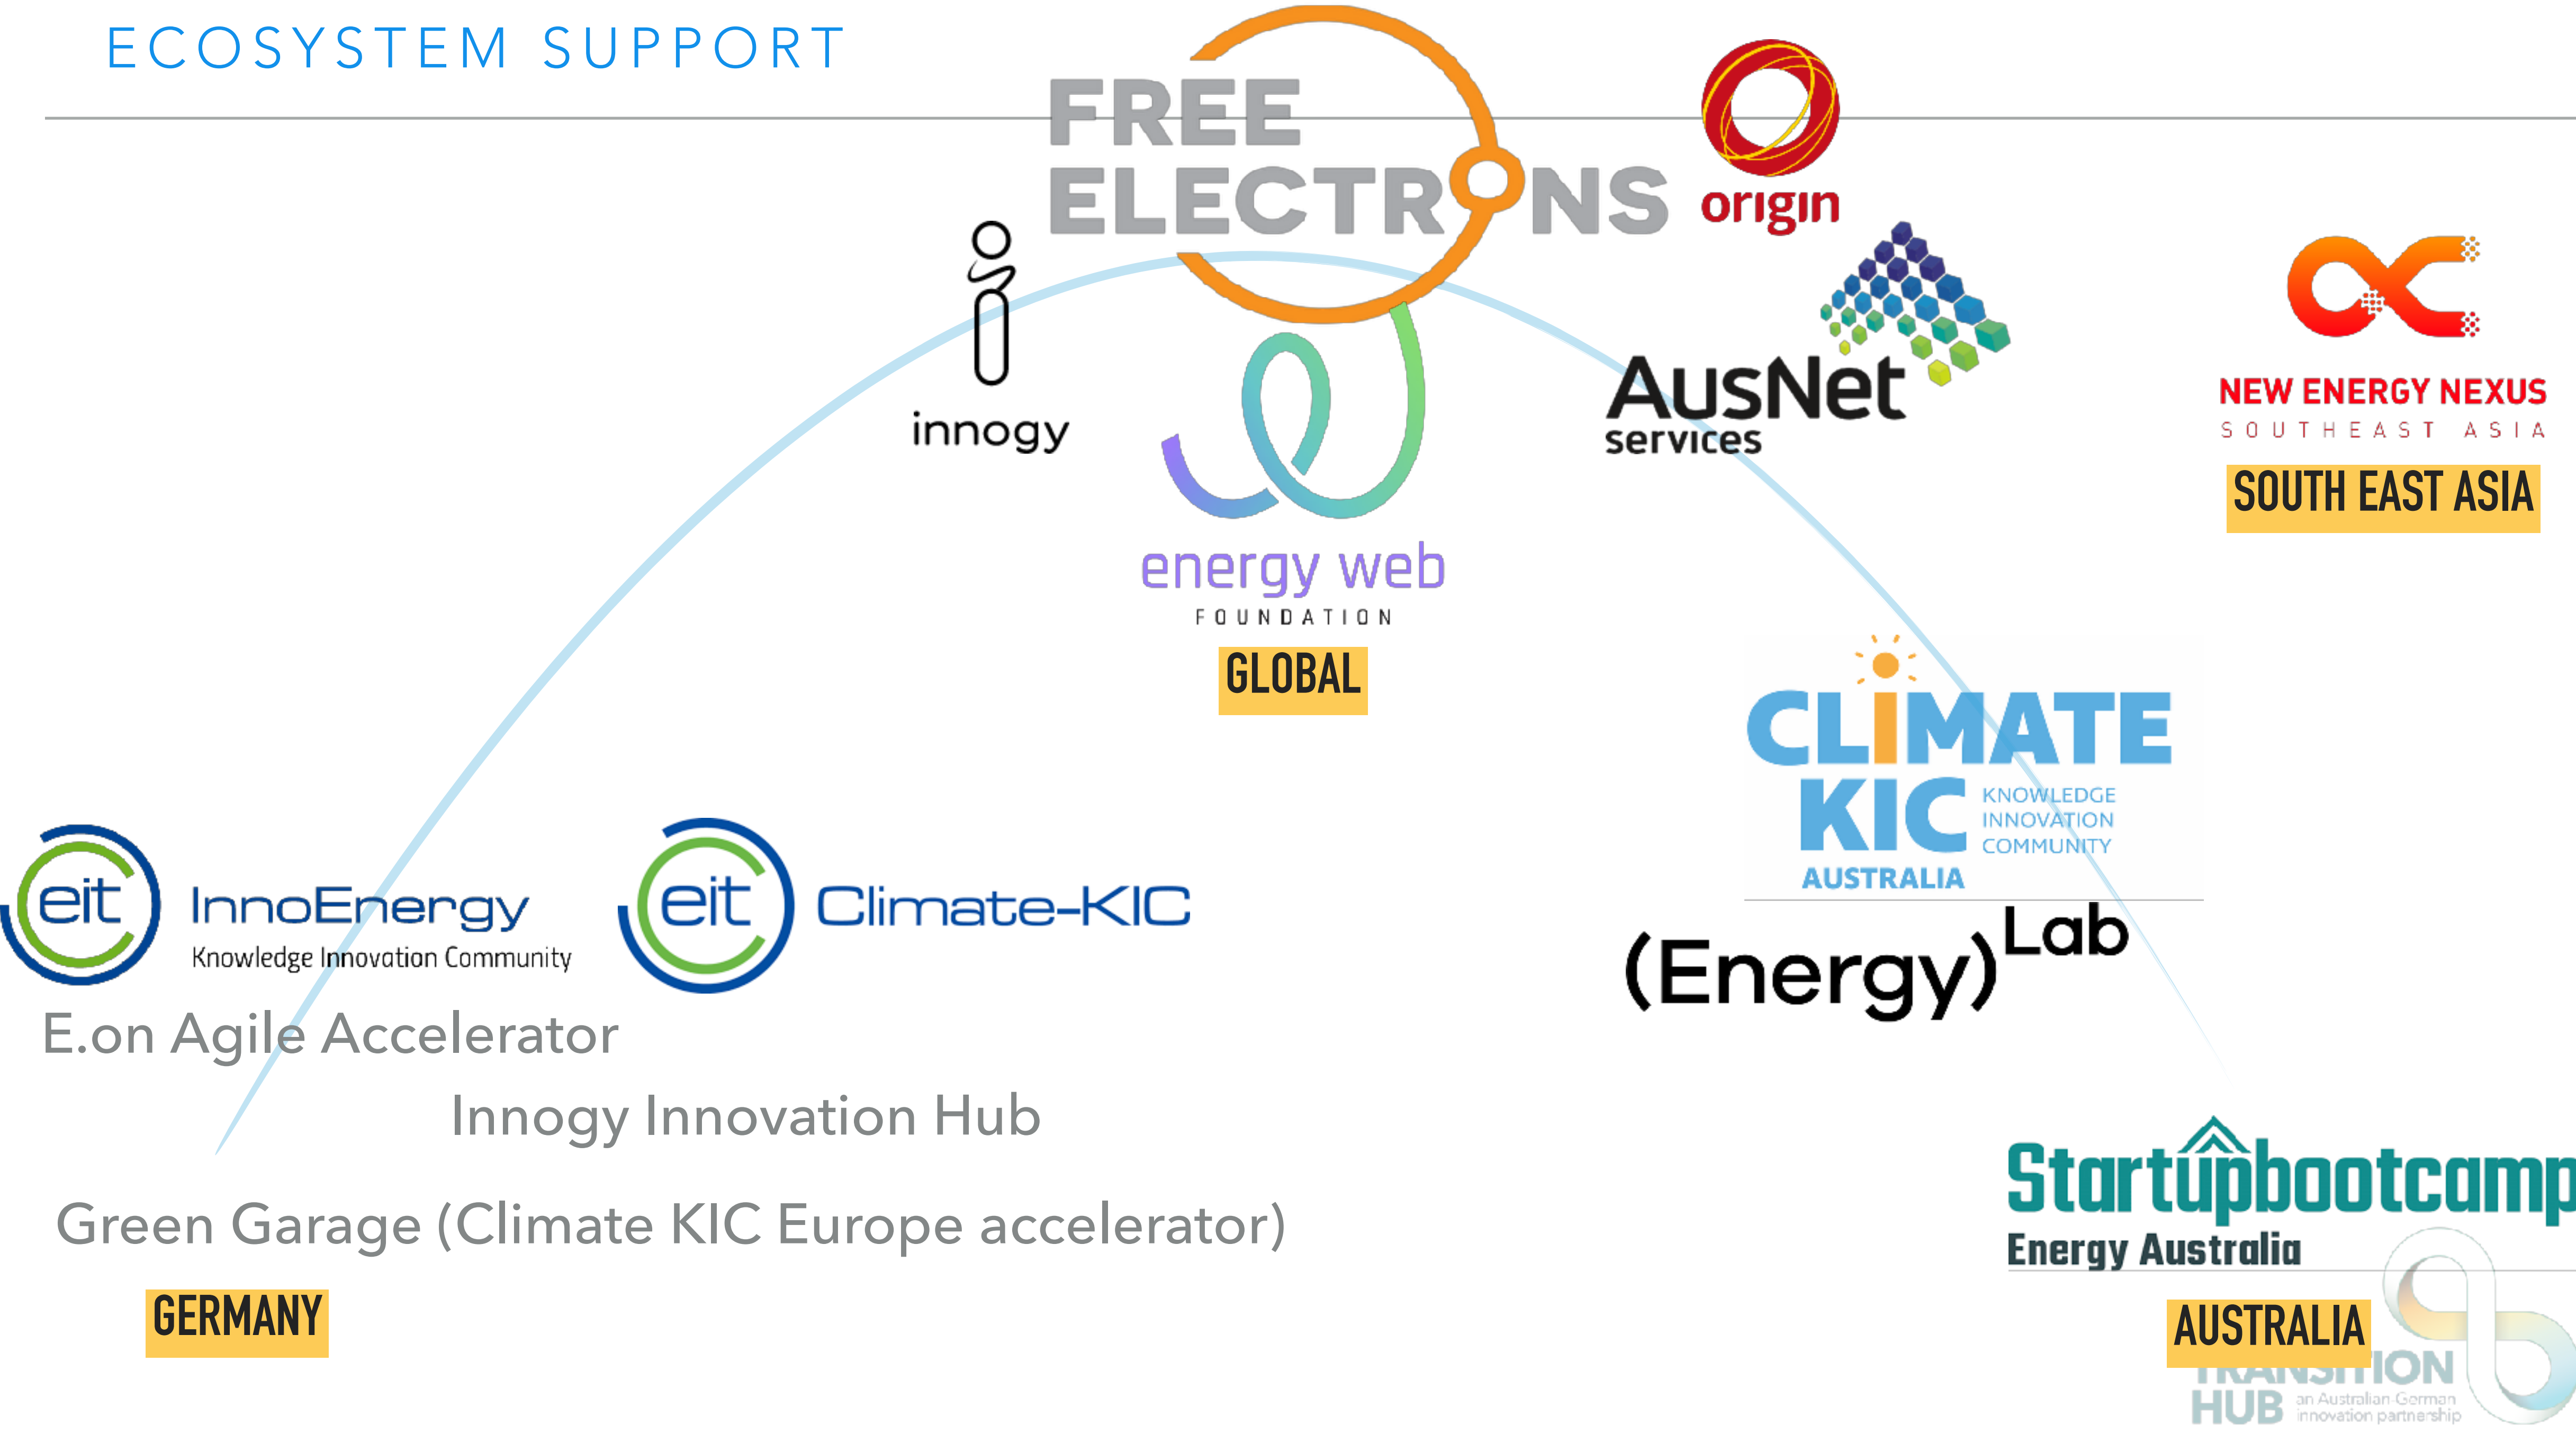 ECOSYSTEM SUPPORT
FREE
ELECTRONS
origin
innogy
AusNet
services
NEW ENERGY NEXUS
SOUTHEAST ASIA
SOUTH EAST ASIA
energy web
FOUNDATION
GLOBAL
CLIMATE
KIC
KNOWLEDGE
INNOVATION
COMMUNITY
AUSTRALIA
eit InnoEnergy
Knowledge Innovation Community
eit Climate-KIC
(Energy)Lab
E.on Agile Accelerator
Innogy Innovation Hub
Green Garage (Climate KIC Europe accelerator)
GERMANY
Startupbootcamp
Energy Australia
AUSTRALIA
TRANSITION
HUB
an Australian-German
innovation partnership